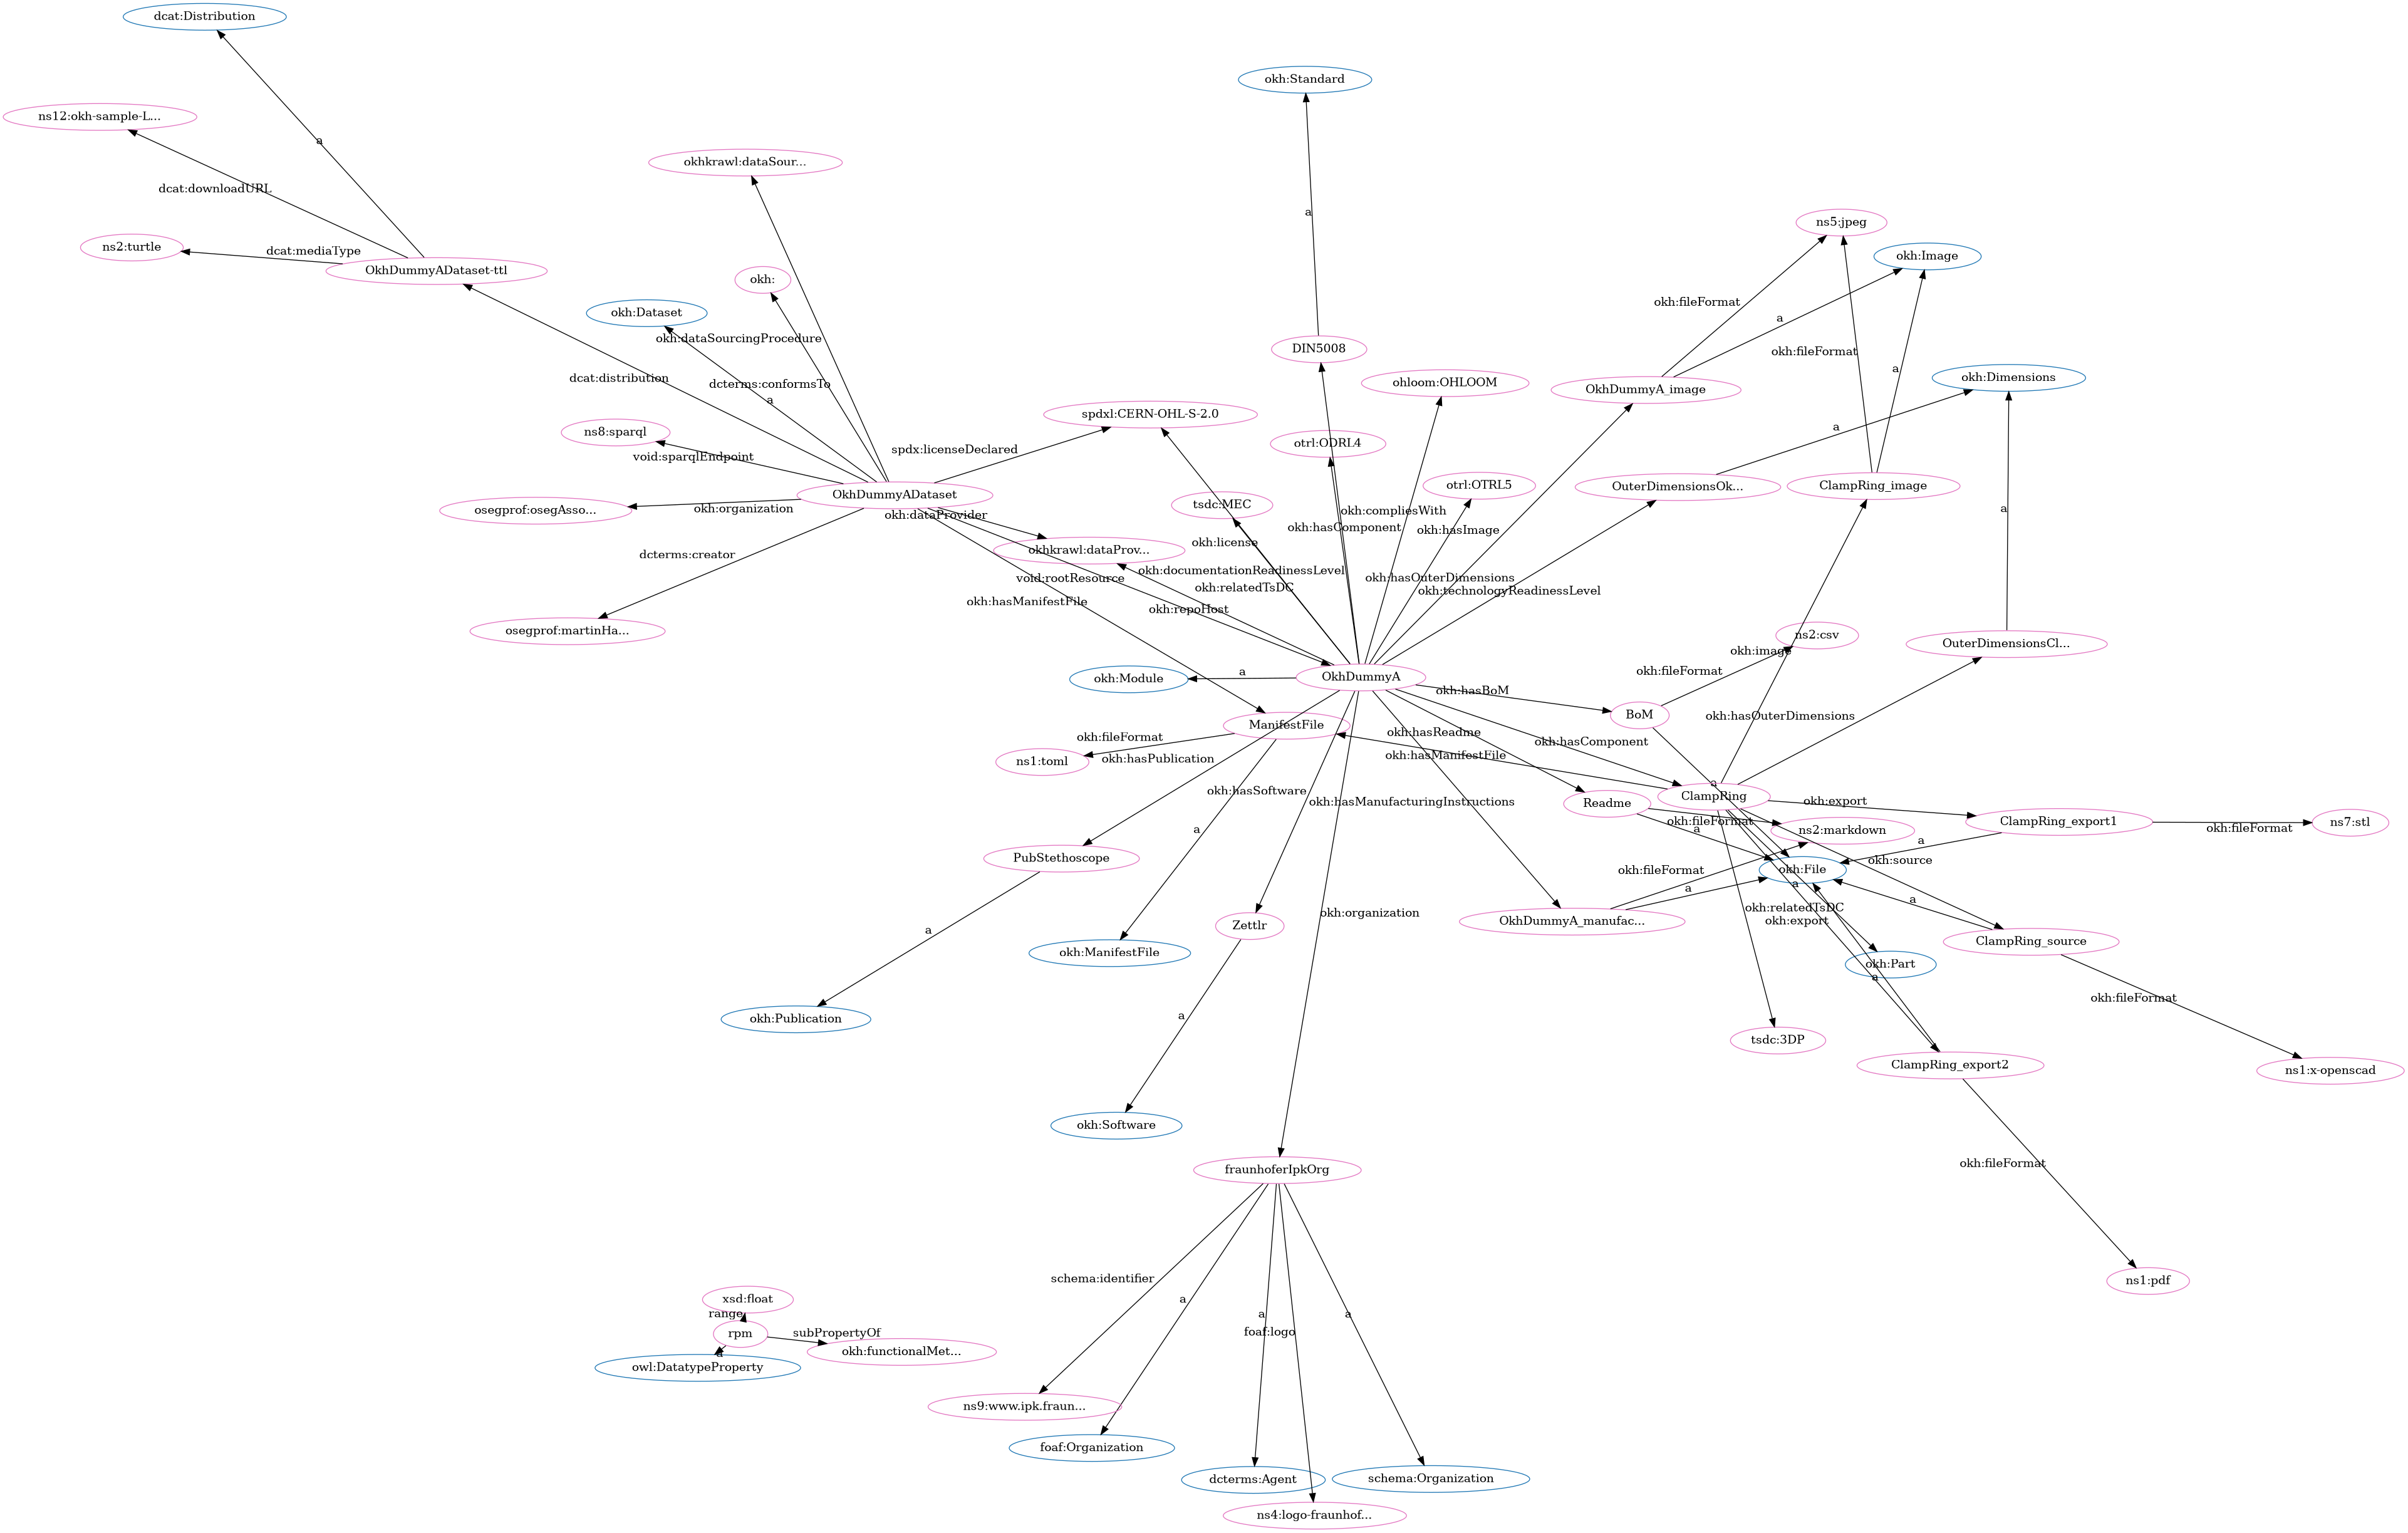 dcat:Distribution
okh:Standard
ns12:okh-sample-L...
a
okhkrawl:dataSour...
dcat:downloadURL
a
ns5:jpeg
ns2:turtle
dcat:mediaType
okh:Image
OkhDummyADataset-ttl
okh:
okh:fileFormat
okh:Dataset
a
okh:dataSourcingProcedure
DIN5008
okh:fileFormat
a
dcat:distribution
dcterms:conformsTo
ohloom:OHLOOM
OkhDummyA_image
okh:Dimensions
a
spdxl:CERN-OHL-S-2.0
ns8:sparql
otrl:ODRL4
a
spdx:licenseDeclared
void:sparqlEndpoint
otrl:OTRL5
OuterDimensionsOk...
ClampRing_image
OkhDummyADataset
tsdc:MEC
osegprof:osegAsso...
okh:organization
okh:dataProvider
okh:compliesWith
a
okh:hasComponent
okh:hasImage
okh:license
okhkrawl:dataProv...
dcterms:creator
okh:documentationReadinessLevel
void:rootResource
okh:hasOuterDimensions
okh:relatedTsDC
okh:technologyReadinessLevel
okh:hasManifestFile
okh:repoHost
osegprof:martinHa...
ns2:csv
OuterDimensionsCl...
okh:image
okh:fileFormat
okh:Module
a
OkhDummyA
okh:hasBoM
BoM
okh:hasOuterDimensions
ManifestFile
okh:hasReadme
okh:fileFormat
okh:hasComponent
okh:hasPublication
okh:hasManifestFile
ns1:toml
a
okh:hasSoftware
ClampRing
okh:hasManufacturingInstructions
Readme
okh:export
okh:fileFormat
ClampRing_export1
ns7:stl
okh:fileFormat
a
a
ns2:markdown
a
PubStethoscope
okh:source
okh:fileFormat
okh:File
a
a
a
okh:relatedTsDC
okh:organization
OkhDummyA_manufac...
okh:export
Zettlr
a
ClampRing_source
okh:ManifestFile
okh:Part
a
okh:fileFormat
okh:Publication
a
tsdc:3DP
ClampRing_export2
ns1:x-openscad
okh:Software
okh:fileFormat
fraunhoferIpkOrg
schema:identifier
ns1:pdf
xsd:float
a
range
a
a
rpm
subPropertyOf
foaf:logo
okh:functionalMet...
a
owl:DatatypeProperty
ns9:www.ipk.fraun...
foaf:Organization
dcterms:Agent
schema:Organization
ns4:logo-fraunhof...